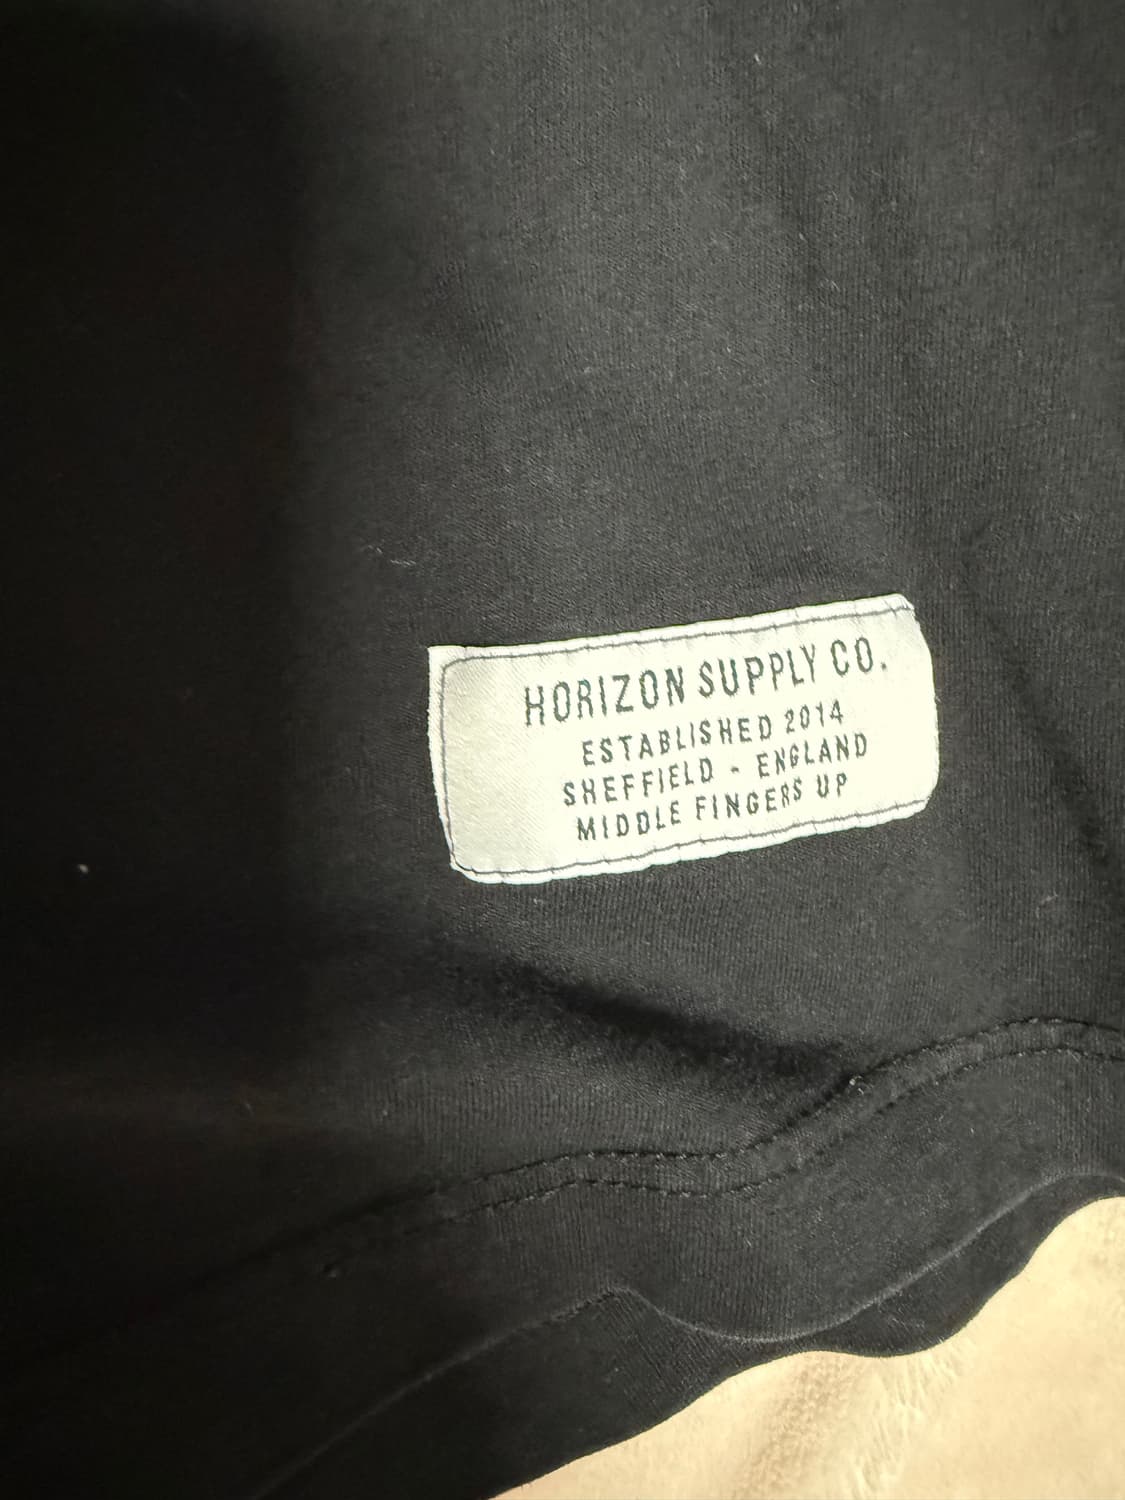 HORIZON SUPPLY CO.
ESTABLISHED 2014
SHEFFIELD - ENGLAND
MIDDLE FINGERS UP